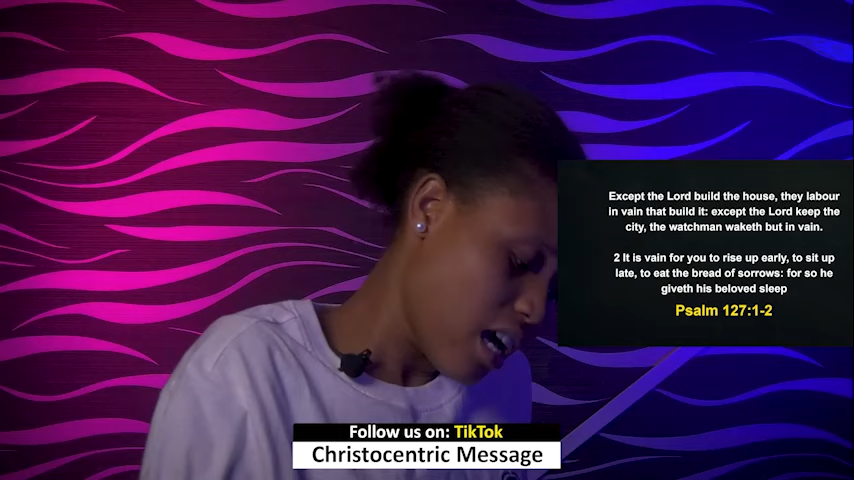 Except the Lord build the house, they labour
in vain that build it: except the Lord keep the
city, the watchman waketh but in vain.
2 It is vain for you to rise up early, to sit up
late, to eat the bread of sorrows: for so he
giveth his beloved sleep
Psalm 127:1-2
Follow us on: TikTok
Christocentric Message